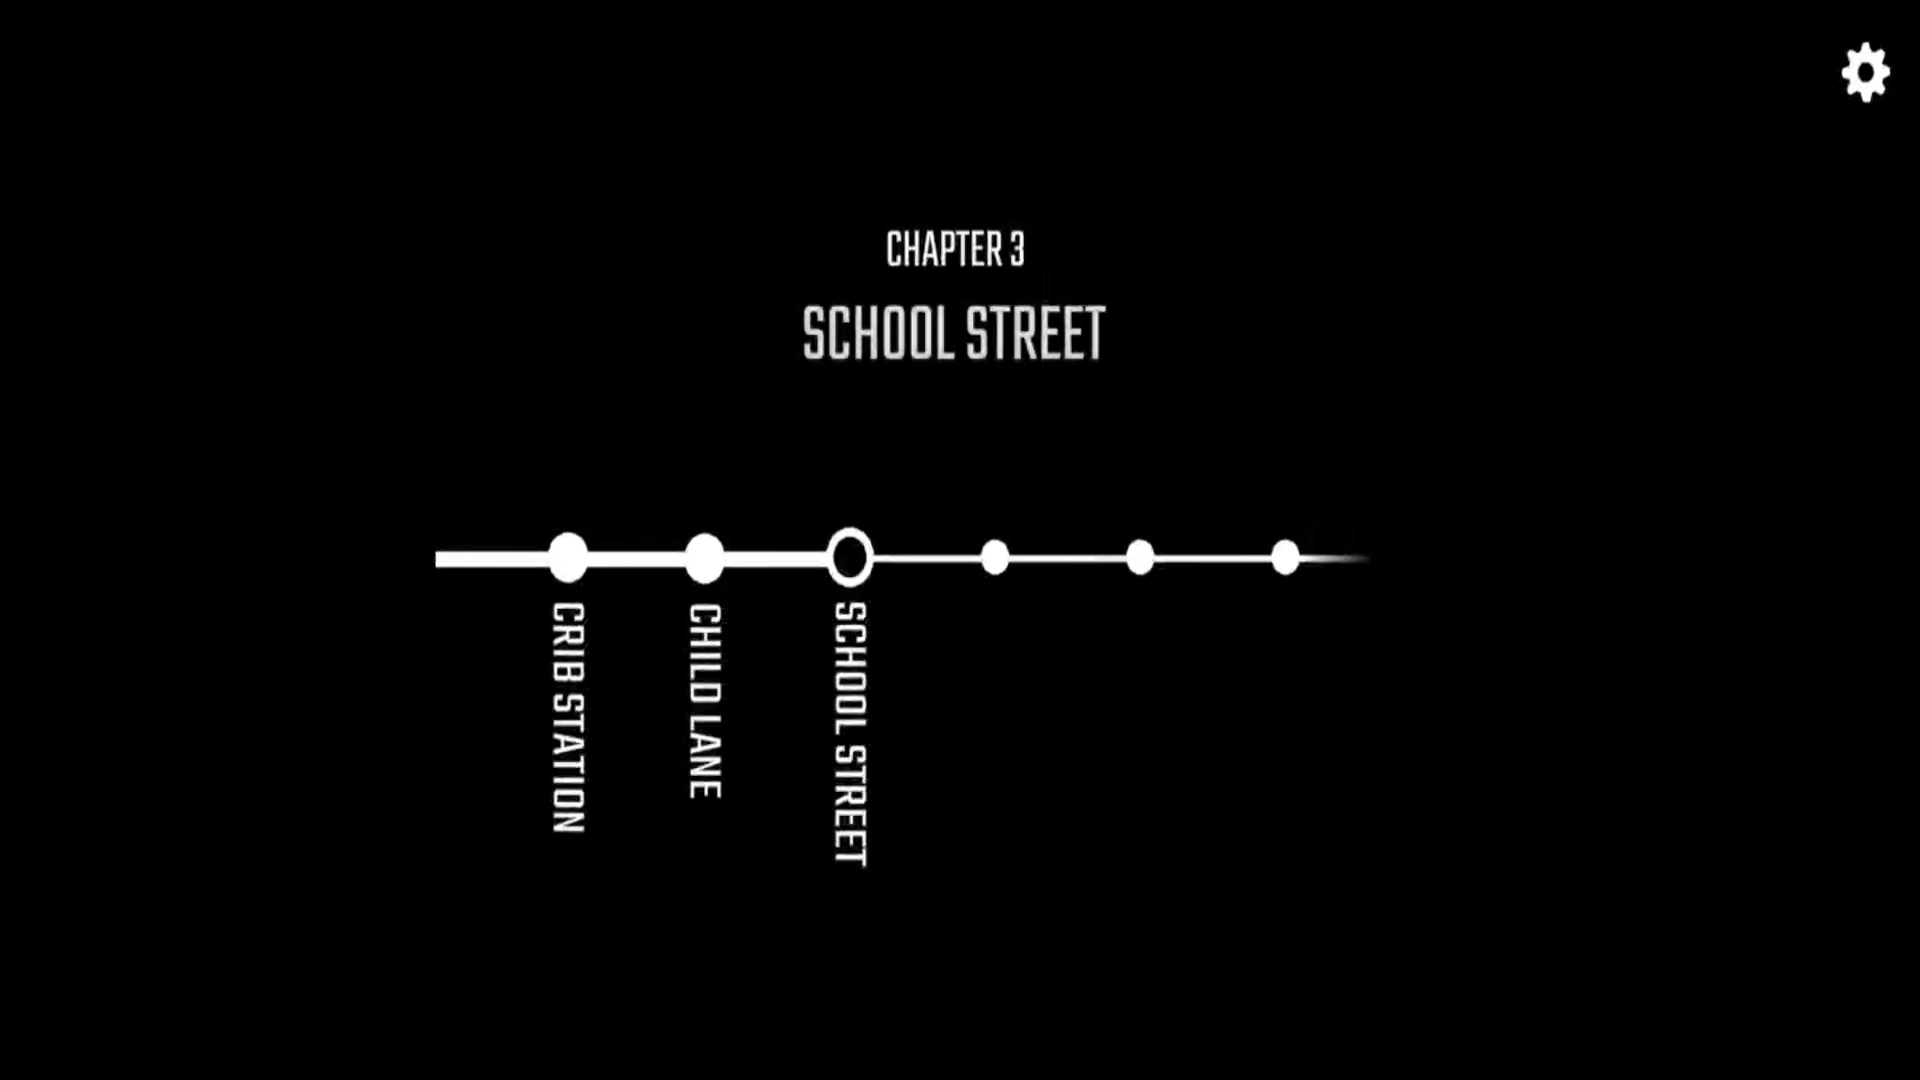 CHAPTER 3
SCHOOL STREET
CRIB STATION
CHILD LANE
SCHOOL STREET